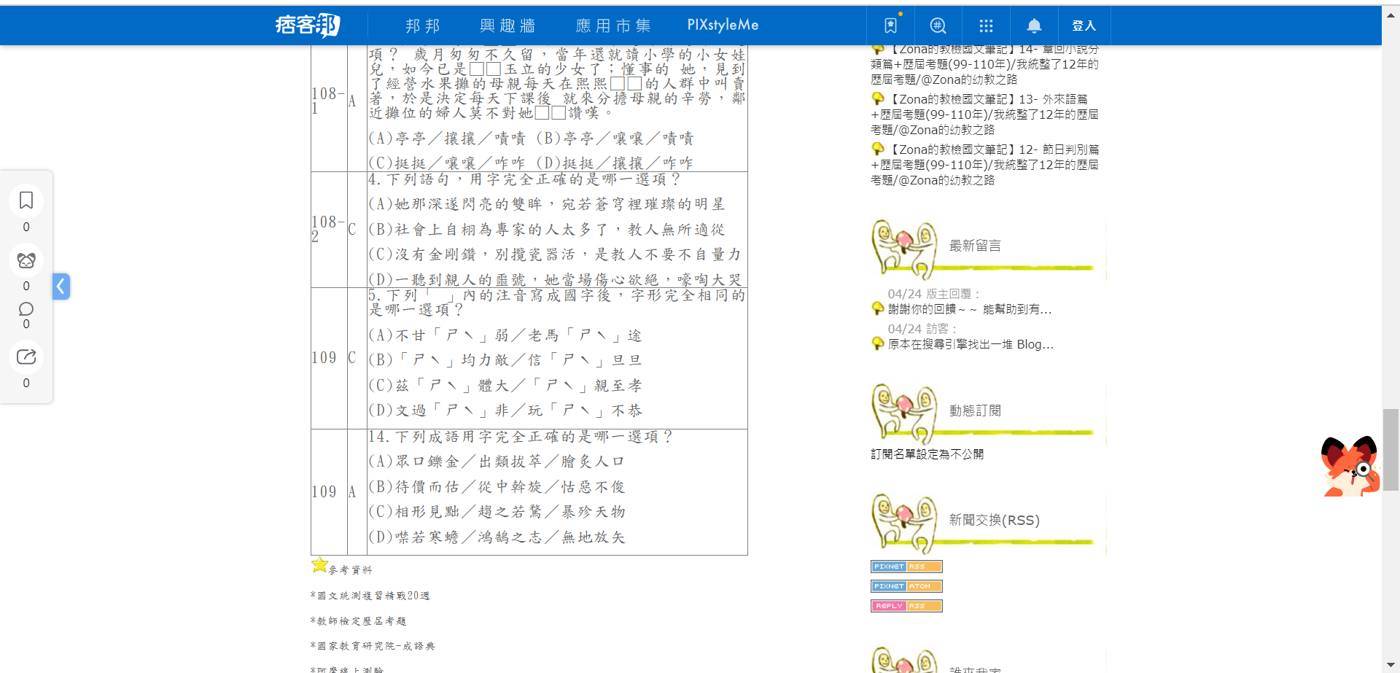 痞客邦
邦邦
興趣牆
應用市集
PIXstyleMe
登入
0
0
0
0
108-1
A
項？ 歲月匆匆不久留，當年還就讀小學的小女娃
兒，如今已是□□玉立的少女了；懂事的 她，見到
了經營水果攤的母親每天在熙熙□□的人群中叫賣
著，於是決定每天下課後 就來分擔母親的辛勞，鄰
近攤位的婦人莫不對她□□讚嘆。
(A)亭亭／攘攘／嘖嘖 (B)亭亭／嚷嚷／嘖嘖
(C)挺挺／嚷嚷／咋咋 (D)挺挺／攘攘／咋咋
108-2
C
4.下列語句，用字完全正確的是哪一選項？
(A)她那深遂閃亮的雙眸，宛若蒼穹裡璀璨的明星
(B)社會上自栩為專家的人太多了，教人無所適從
(C)沒有金剛鑽，別攬瓷器活，是教人不要不自量力
(D)一聽到親人的噩號，她當場傷心欲絕，嚎啕大哭
109
C
5.下列「　」內的注音寫成國字後，字形完全相同的
是哪一選項？
(A)不甘「ㄕˋ」弱／老馬「ㄕˋ」途
(B)「ㄕˋ」均力敵／信「ㄕˋ」旦旦
(C)茲「ㄕˋ」體大／「ㄕˋ」親至孝
(D)文過「ㄕˋ」非／玩「ㄕˋ」不恭
109
A
14.下列成語用字完全正確的是哪一選項？
(A)眾口鑠金／出類拔萃／膾炙人口
(B)待價而估／從中斡旋／怙惡不俊
(C)相形見黜／趨之若鶩／暴殄天物
(D)噤若寒蟾／鴻鵠之志／無地放矢
參考資料
*國文統測複習精戰20週
*教師檢定歷屆考題
*國家教育研究院-成語典
*阿摩線上測驗
【Zona的教檢國文筆記】14- 章回小說分
類篇+歷屆考題(99-110年)/我統整了12年的
歷屆考題/@Zona的幼教之路
【Zona的教檢國文筆記】13- 外來語篇
+歷屆考題(99-110年)/我統整了12年的歷屆
考題/@Zona的幼教之路
【Zona的教檢國文筆記】12- 節日判別篇
+歷屆考題(99-110年)/我統整了12年的歷屆
考題/@Zona的幼教之路
最新留言
04/24 版主回覆：
謝謝你的回饋～～ 能幫助到有...
04/24 訪客：
原本在搜尋引擎找出一堆 Blog...
動態訂閱
訂閱名單設定為不公開
新聞交換(RSS)
PIXNET RSS
PIXNET ATOM
REPLY RSS
誰來我家